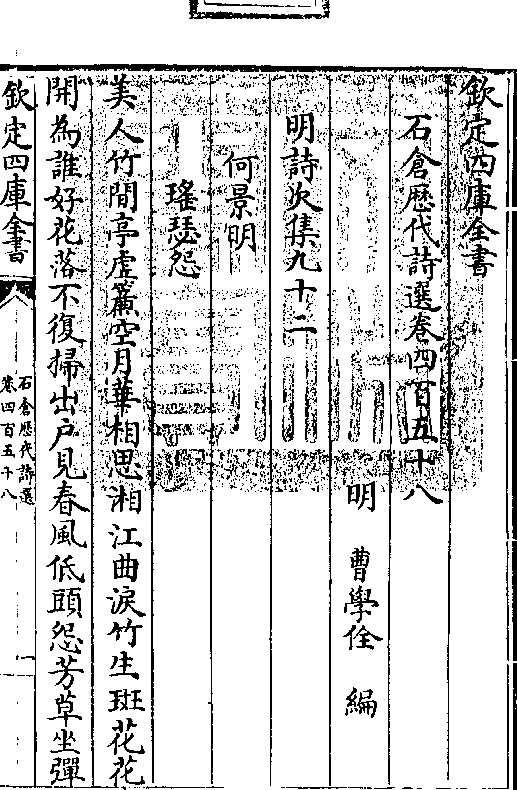 欽定四庫全書
石倉歴代詩選卷四百五十八
明 曹學佺 編
明詩次集九十二
何景明
瑤瑟怨
美人竹間亭虚簾空月華相思湘江曲淚竹生斑花花
開為誰好花落不復掃出户見春風低頭怨芳草坐彈
欽定四庫全書
石倉歴代詩選
卷四百五十八
一